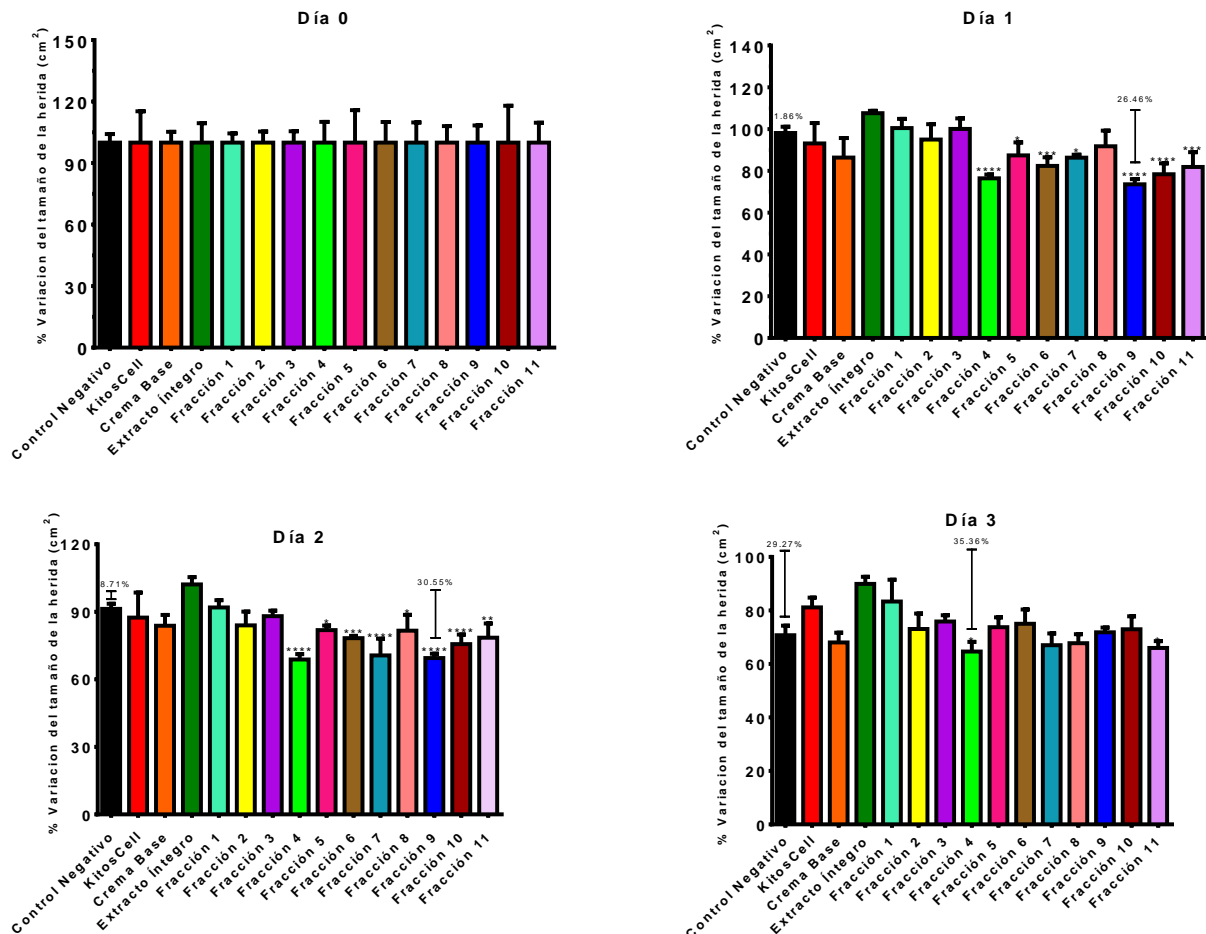 Día 0
% Variacion del tamaño de la herida (cm2)
150
120
90
60
30
0
Control Negativo
KitosCell
Crema Base
Extracto Íntegro
Fracción 1
Fracción 2
Fracción 3
Fracción 4
Fracción 5
Fracción 6
Fracción 7
Fracción 8
Fracción 9
Fracción 10
Fracción 11
Día 1
% Variacion del tamaño de la herida (cm2)
140
120
100
80
60
40
20
0
1.86%
****
*
***
*
26.46%
****
****
***
Control Negativo
KitosCell
Crema Base
Extracto Íntegro
Fracción 1
Fracción 2
Fracción 3
Fracción 4
Fracción 5
Fracción 6
Fracción 7
Fracción 8
Fracción 9
Fracción 10
Fracción 11
Día 2
% Variacion del tamaño de la herida (cm2)
120
90
60
30
0
8.71%
****
*
***
****
*
30.55%
****
****
**
Control Negativo
KitosCell
Crema Base
Extracto Íntegro
Fracción 1
Fracción 2
Fracción 3
Fracción 4
Fracción 5
Fracción 6
Fracción 7
Fracción 8
Fracción 9
Fracción 10
Fracción 11
Día 3
% Variacion del tamaño de la herida (cm2)
100
80
60
40
20
0
29.27%
35.36%
*
*
Control Negativo
KitosCell
Crema Base
Extracto Íntegro
Fracción 1
Fracción 2
Fracción 3
Fracción 4
Fracción 5
Fracción 6
Fracción 7
Fracción 8
Fracción 9
Fracción 10
Fracción 11